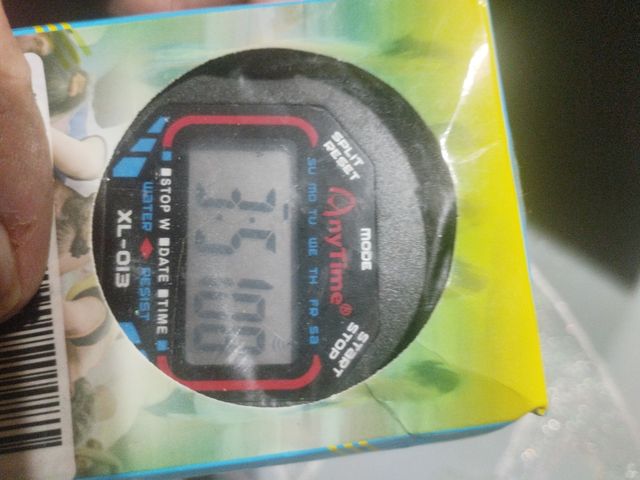 SPLIT
RESET
MODE
START
STOP
AnyTime®
SU MO TU WE TH FR SA
STOP W DATE TIME
WATER RESIST
XL-013